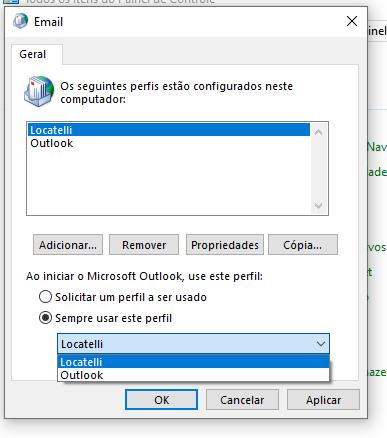 Todos os Itens do Painel de Controle
Email
Geral
inel
Os seguintes perfis estão configurados neste
computador:
Locatelli
Outlook
Nav
ade
Adicionar...
Remover
Propriedades
Cópia...
vos
Ao iniciar o Microsoft Outlook, use este perfil:
Solicitar um perfil a ser usado
Sempre usar este perfil
Locatelli
Locatelli
Outlook
aze
OK
Cancelar
Aplicar